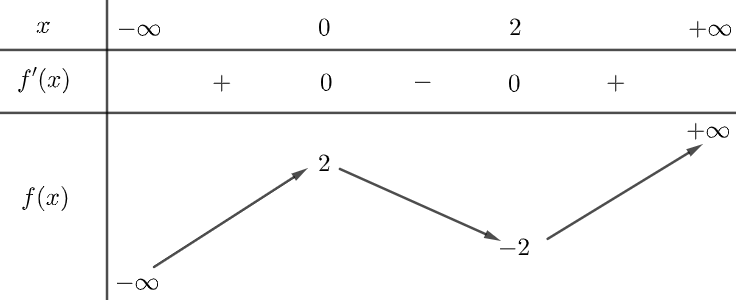 x −∞ 0 2 +∞
f′(x) + 0 − 0 +
+∞
2
f(x)
−2
−∞